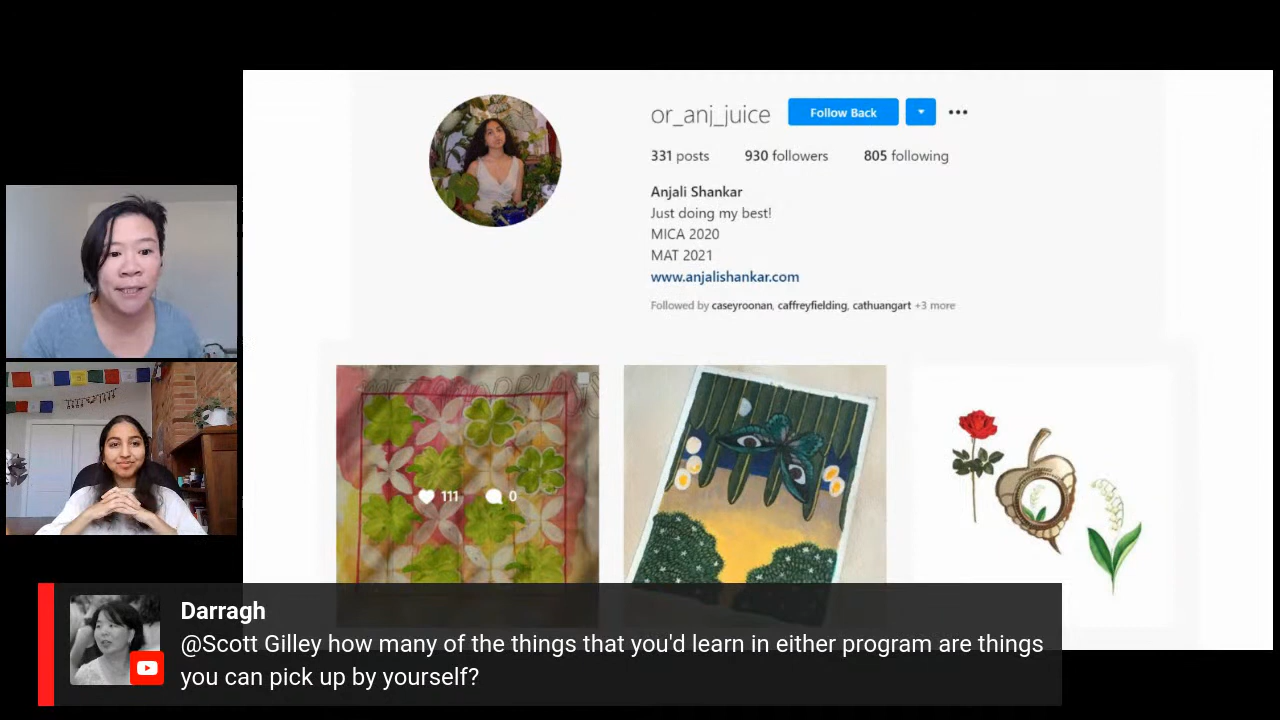 or_anj_juice
Follow Back
331 posts 930 followers 805 following
Anjali Shankar
Just doing my best!
MICA 2020
MAT 2021
www.anjalishankar.com
Followed by caseyroonan, caffreyfielding, cathuangart +3 more
111 0
Darragh
@Scott Gilley how many of the things that you'd learn in either program are things
you can pick up by yourself?